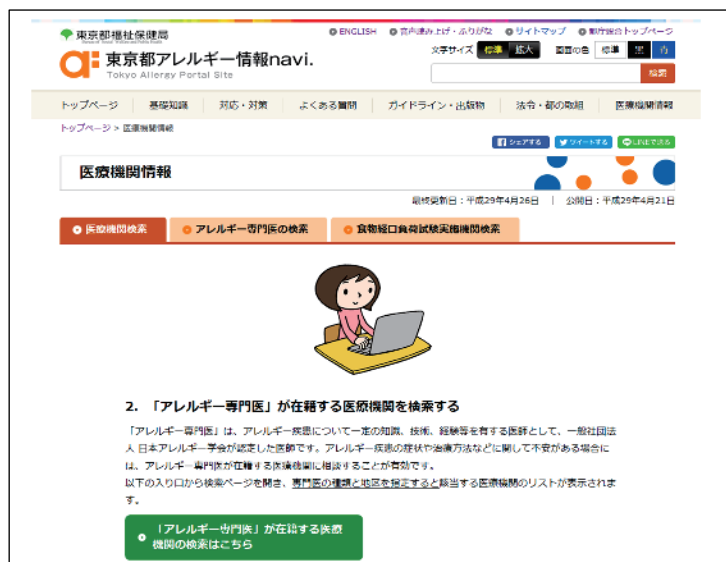 東京都福祉保健局
ENGLISH 音声読み上げ・ふりがな サイトマップ 都庁総合トップページ
東京都アレルギー情報navi.
Tokyo Allergy Portal Site
文字サイズ 標準 拡大 画面の色 標準 黒 青
検索
トップページ 基礎知識 対応・対策 よくある質問 ガイドライン・出版物 法令・都の取組 医療機関情報
トップページ > 医療機関情報
シェアする ツイートする LINEで送る
医療機関情報
最終更新日：平成29年4月26日 | 公開日：平成29年4月21日
医療機関検索 アレルギー専門医の検索 食物経口負荷試験実施機関検索
2. 「アレルギー専門医」が在籍する医療機関を検索する
「アレルギー専門医」は、アレルギー疾患について一定の知識、技術、経験等を有する医師として、一般社団法
人日本アレルギー学会が認定した医師です。アレルギー疾患の症状や治療方法などに関して不安がある場合に
は、アレルギー専門医が在籍する医療機関に相談することが有効です。
以下の入り口から検索ページを開き、専門医の種類と地区を指定すると該当する医療機関のリストが表示されま
す。
「アレルギー専門医」が在籍する医療
機関の検索はこちら